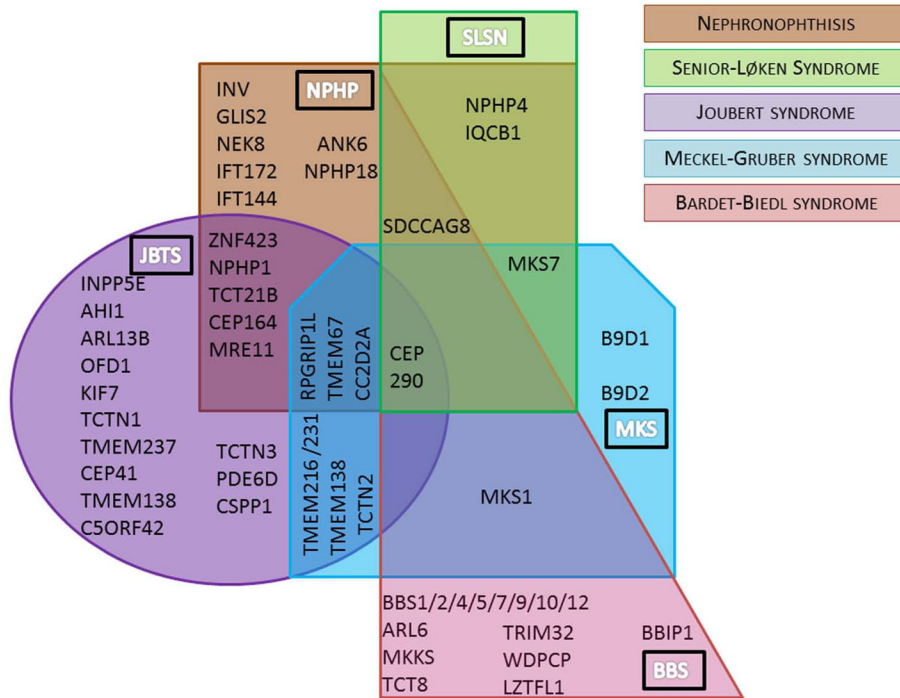 SLSN
NPHP
INV
GLIS2
NEK8
IFT172
IFT144
ANK6
NPHP18
NPHP4
IQCB1
SDCCAG8
MKS7
JBTS
INPP5E
AHI1
ARL13B
OFD1
KIF7
TCTN1
TMEM237
CEP41
TMEM138
C5ORF42
ZNF423
NPHP1
TCT21B
CEP164
MRE11
TCTN3
PDE6D
CSPP1
RPGRIP1L
TMEM67
CC2D2A
TMEM216 /231
TMEM138
TCTN2
CEP
290
B9D1
B9D2
MKS
MKS1
BBS1/2/4/5/7/9/10/12
ARL6
MKKS
TCT8
TRIM32
WDPCP
LZTFL1
BBIP1
BBS
NEPHRONOPHTHISIS
SENIOR-LØKEN SYNDROME
JOUBERT SYNDROME
MECKEL-GRUBER SYNDROME
BARDET-BIEDL SYNDROME